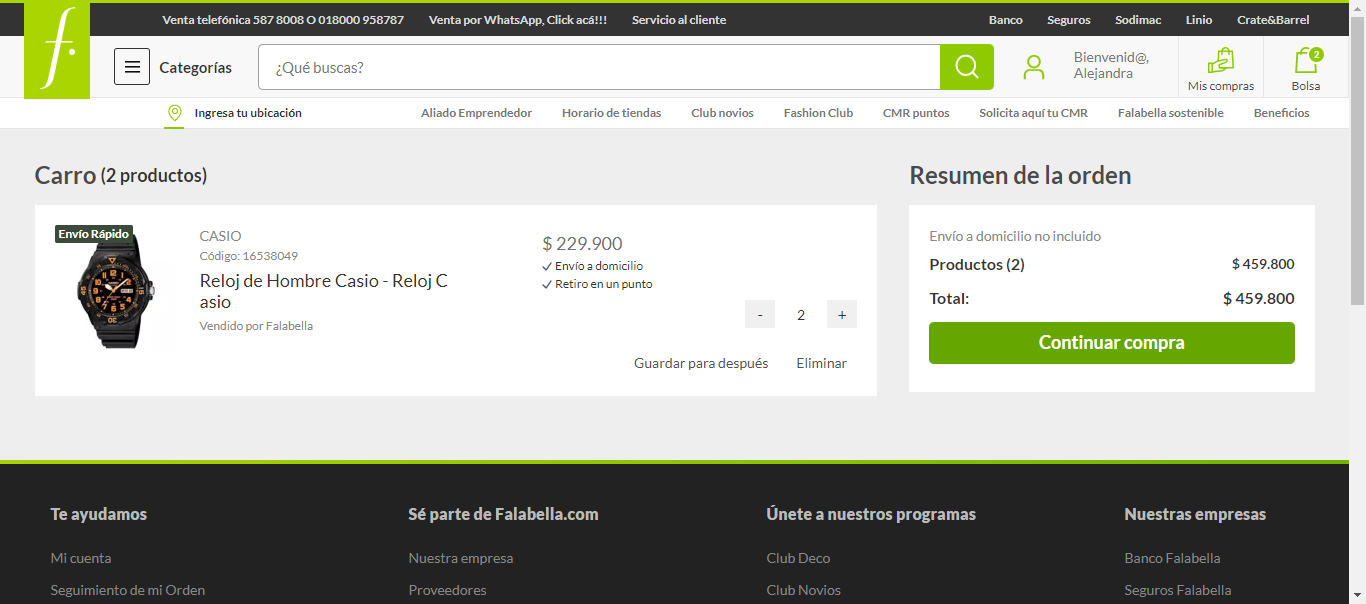 Venta telefónica 587 8008 O 018000 958787 Venta por WhatsApp, Click acá!!! Servicio al cliente Banco Seguros Sodimac Linio Crate&Barrel
f.
Categorías
¿Qué buscas?
Bienvenid@,
Alejandra
Mis compras
2
Bolsa
Ingresa tu ubicación Aliado Emprendedor Horario de tiendas Club novios Fashion Club CMR puntos Solicita aquí tu CMR Falabella sostenible Beneficios
Carro (2 productos)
Envío Rápido
CASIO
Código: 16538049
Reloj de Hombre Casio - Reloj C
asio
Vendido por Falabella
$ 229.900
Envío a domicilio
Retiro en un punto
- 2 +
Guardar para después Eliminar
Resumen de la orden
Envío a domicilio no incluido
Productos (2) $ 459.800
Total: $ 459.800
Continuar compra
Te ayudamos Sé parte de Falabella.com Únete a nuestros programas Nuestras empresas
Mi cuenta Nuestra empresa Club Deco Banco Falabella
Seguimiento de mi Orden Proveedores Club Novios Seguros Falabella